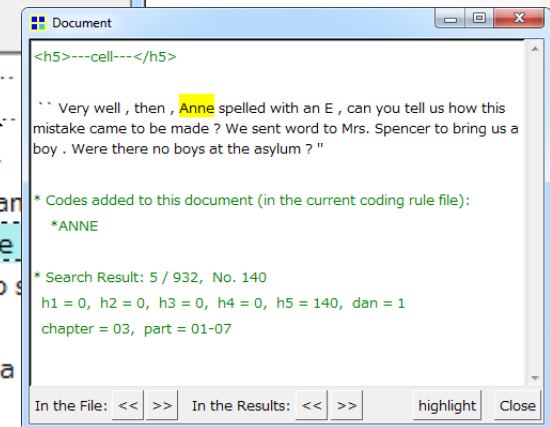 Document
<h5>---cell---</h5>
`` Very well , then , Anne spelled with an E , can you tell us how this
mistake came to be made ? We sent word to Mrs. Spencer to bring us a
boy . Were there no boys at the asylum ? "
* Codes added to this document (in the current coding rule file):
*ANNE
* Search Result: 5 / 932, No. 140
h1 = 0, h2 = 0, h3 = 0, h4 = 0, h5 = 140, dan = 1
chapter = 03, part = 01-07
In the File: << >> In the Results: << >> highlight Close